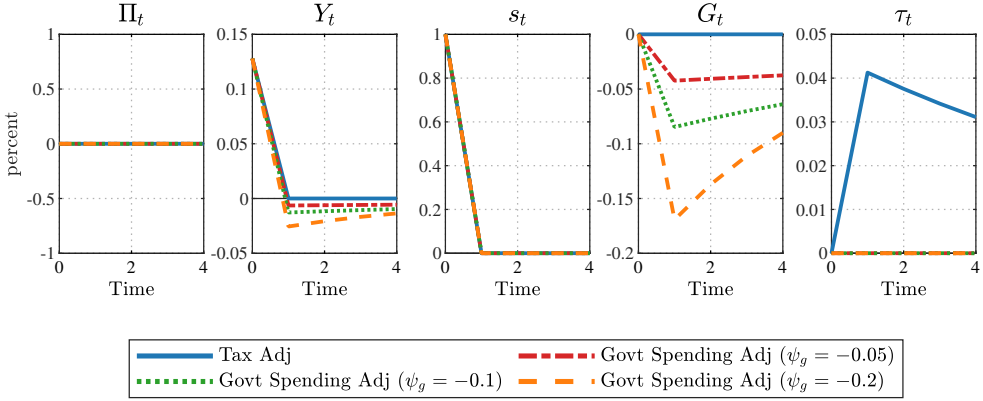 Π_t Y_t s_t G_t τ_t
percent
1 0.5 0 -0.5 -1
0.15 0.1 0.05 0 -0.05
1 0.8 0.6 0.4 0.2 0
0 -0.05 -0.1 -0.15 -0.2
0.05 0.04 0.03 0.02 0.01 0
0 2 4 0 2 4 0 2 4 0 2 4 0 2 4
Time Time Time Time Time
Tax Adj Govt Spending Adj (ψ_g = −0.05)
Govt Spending Adj (ψ_g = −0.1) Govt Spending Adj (ψ_g = −0.2)